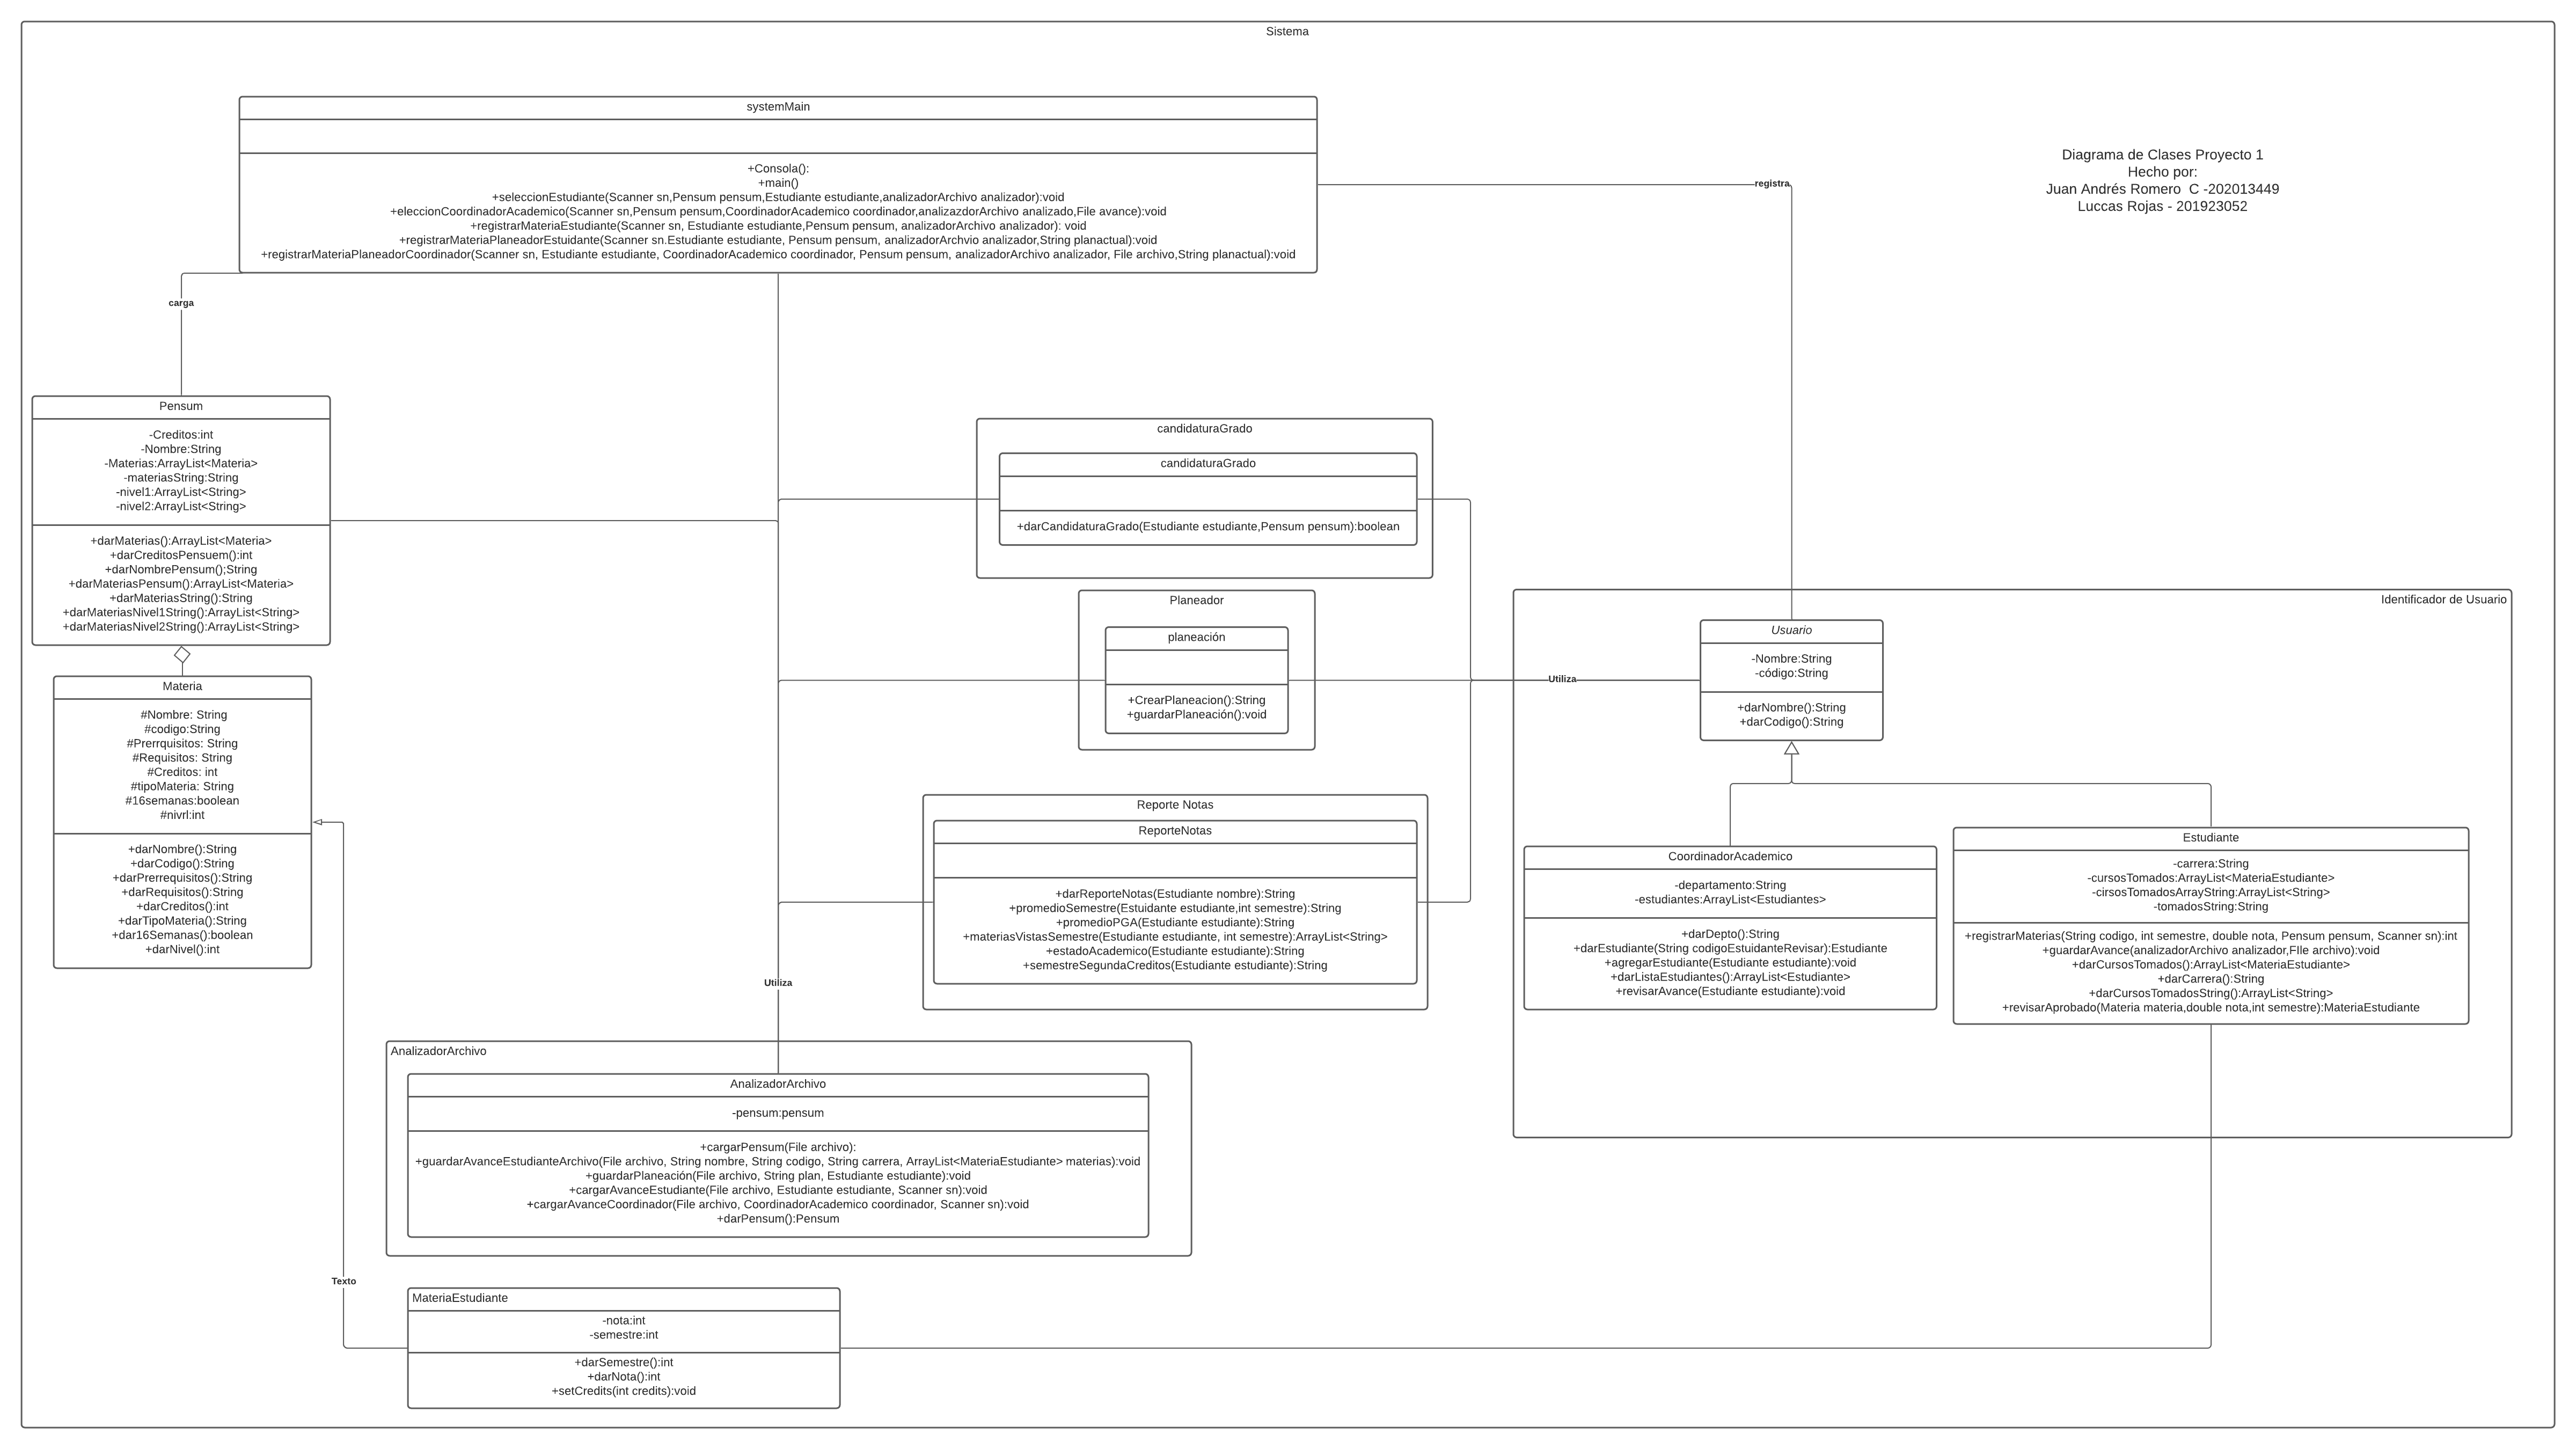 Sistema
systemMain
+Consola():
+main()
+seleccionEstudiante(Scanner sn,Pensum pensum,Estudiante estudiante,analizadorArchivo analizador):void
+eleccionCoordinadorAcademico(Scanner sn,Pensum pensum,CoordinadorAcademico coordinador,analizazdorArchivo analizado,File avance):void
+registrarMateriaEstudiante(Scanner sn, Estudiante estudiante,Pensum pensum, analizadorArchivo analizador): void
+registrarMateriaPlaneadorEstuidante(Scanner sn.Estudiante estudiante, Pensum pensum, analizadorArchvio analizador,String planactual):void
+registrarMateriaPlaneadorCoordinador(Scanner sn, Estudiante estudiante, CoordinadorAcademico coordinador, Pensum pensum, analizadorArchivo analizador, File archivo,String planactual):void
Diagrama de Clases Proyecto 1
Hecho por:
Juan Andrés Romero  C -202013449
Luccas Rojas - 201923052
registra
carga
Pensum
-Creditos:int
-Nombre:String
-Materias:ArrayList<Materia>
-materiasString:String
-nivel1:ArrayList<String>
-nivel2:ArrayList<String>
+darMaterias():ArrayList<Materia>
+darCreditosPensuem():int
+darNombrePensum();String
+darMateriasPensum():ArrayList<Materia>
+darMateriasString():String
+darMateriasNivel1String():ArrayList<String>
+darMateriasNivel2String():ArrayList<String>
Materia
#Nombre: String
#codigo:String
#Prerrquisitos: String
#Requisitos: String
#Creditos: int
#tipoMateria: String
#16semanas:boolean
#nivrl:int
+darNombre():String
+darCodigo():String
+darPrerrequisitos():String
+darRequisitos():String
+darCreditos():int
+darTipoMateria():String
+dar16Semanas():boolean
+darNivel():int
candidaturaGrado
candidaturaGrado
+darCandidaturaGrado(Estudiante estudiante,Pensum pensum):boolean
Planeador
planeación
+CrearPlaneacion():String
+guardarPlaneación():void
Utiliza
Reporte Notas
ReporteNotas
+darReporteNotas(Estudiante nombre):String
+promedioSemestre(Estuidante estudiante,int semestre):String
+promedioPGA(Estudiante estudiante):String
+materiasVistasSemestre(Estudiante estudiante, int semestre):ArrayList<String>
+estadoAcademico(Estudiante estudiante):String
+semestreSegundaCreditos(Estudiante estudiante):String
Identificador de Usuario
Usuario
-Nombre:String
-código:String
+darNombre():String
+darCodigo():String
CoordinadorAcademico
-departamento:String
-estudiantes:ArrayList<Estudiantes>
+darDepto():String
+darEstudiante(String codigoEstuidanteRevisar):Estudiante
+agregarEstudiante(Estudiante estudiante):void
+darListaEstudiantes():ArrayList<Estudiante>
+revisarAvance(Estudiante estudiante):void
Estudiante
-carrera:String
-cursosTomados:ArrayList<MateriaEstudiante>
-cirsosTomadosArrayString:ArrayList<String>
-tomadosString:String
+registrarMaterias(String codigo, int semestre, double nota, Pensum pensum, Scanner sn):int
+guardarAvance(analizadorArchivo analizador,FIle archivo):void
+darCursosTomados():ArrayList<MateriaEstudiante>
+darCarrera():String
+darCursosTomadosString():ArrayList<String>
+revisarAprobado(Materia materia,double nota,int semestre):MateriaEstudiante
Utiliza
AnalizadorArchivo
AnalizadorArchivo
-pensum:pensum
+cargarPensum(File archivo):
+guardarAvanceEstudianteArchivo(File archivo, String nombre, String codigo, String carrera, ArrayList<MateriaEstudiante> materias):void
+guardarPlaneación(File archivo, String plan, Estudiante estudiante):void
+cargarAvanceEstudiante(File archivo, Estudiante estudiante, Scanner sn):void
+cargarAvanceCoordinador(File archivo, CoordinadorAcademico coordinador, Scanner sn):void
+darPensum():Pensum
Texto
MateriaEstudiante
-nota:int
-semestre:int
+darSemestre():int
+darNota():int
+setCredits(int credits):void